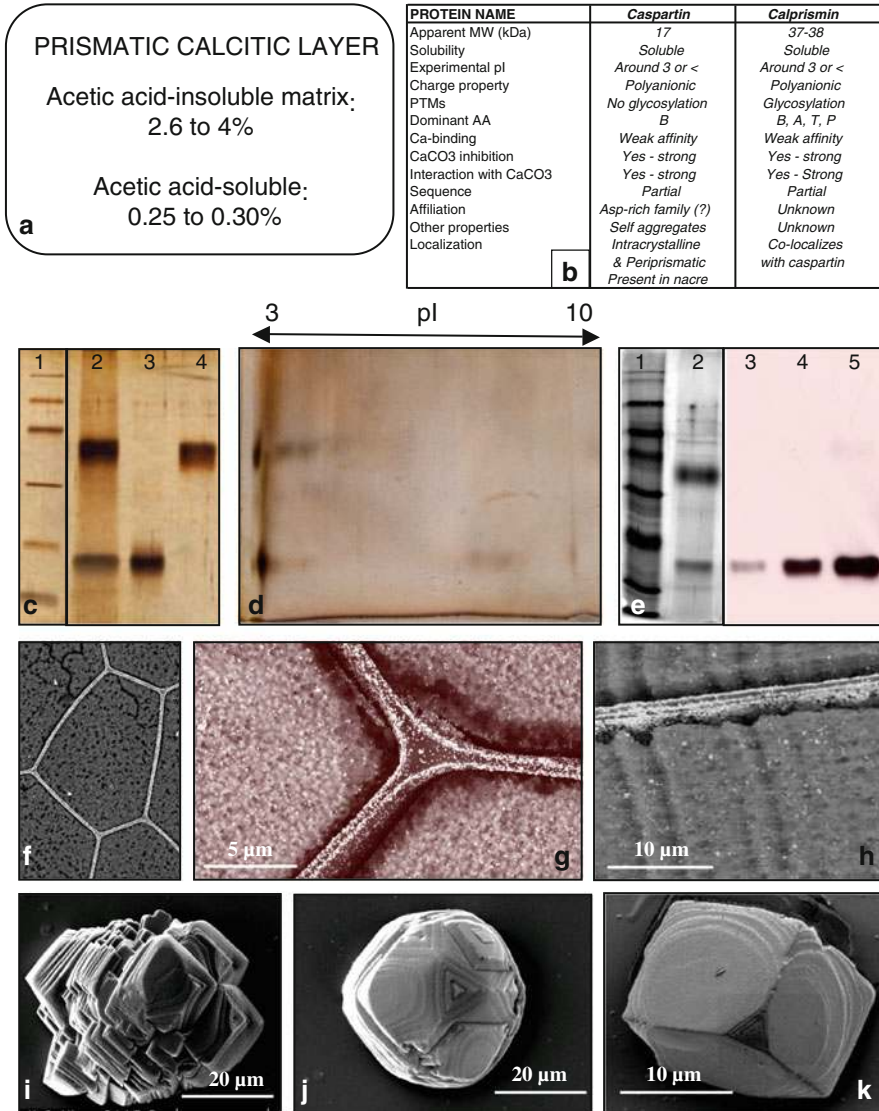 PRISMATIC CALCITIC LAYER
Acetic acid-insoluble matrix:
2.6 to 4%
Acetic acid-soluble:
0.25 to 0.30%
a
PROTEIN NAME Caspartin Calprismin
Apparent MW (kDa) 17 37-38
Solubility Soluble Soluble
Experimental pI Around 3 or < Around 3 or <
Charge property Polyanionic Polyanionic
PTMs No glycosylation Glycosylation
Dominant AA B B, A, T, P
Ca-binding Weak affinity Weak affinity
CaCO3 inhibition Yes - strong Yes - strong
Interaction with CaCO3 Yes - strong Yes - Strong
Sequence Partial Partial
Affiliation Asp-rich family (?) Unknown
Other properties Self aggregates Unknown
Localization Intracrystalline Co-localizes
& Periprismatic with caspartin
Present in nacre
b
3 pI 10
1 2 3 4
c
d
1 2 3 4 5
e
f
5 µm
g
10 µm
h
20 µm
i
20 µm
j
10 µm
k